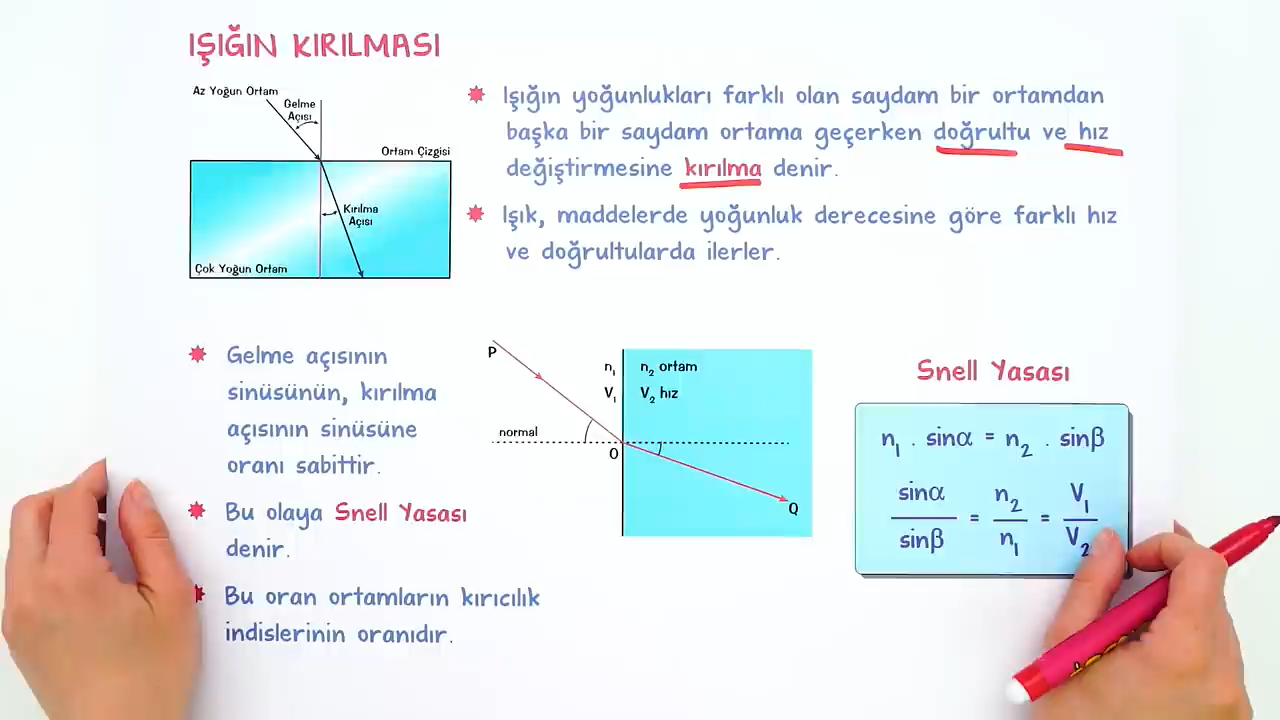 IŞIĞIN KIRILMASI
Az Yoğun Ortam
Gelme
Açısı
Ortam Çizgisi
Kırılma
Açısı
Çok Yoğun Ortam
Işığın yoğunlukları farklı olan saydam bir ortamdan
başka bir saydam ortama geçerken doğrultu ve hız
değiştirmesine kırılma denir.
Işık, maddelerde yoğunluk derecesine göre farklı hız
ve doğrultularda ilerler.
Gelme açısının
sinüsünün, kırılma
açısının sinüsüne
oranı sabittir.
Bu olaya Snell Yasası
denir.
Bu oran ortamların kırıcılık
indislerinin oranıdır.
P
n₁
n₂ ortam
V₁
V₂ hız
normal
O
Q
Snell Yasası
n₁ . sinα = n₂ . sinβ
sinα / sinβ = n₂ / n₁ = V₁ / V₂